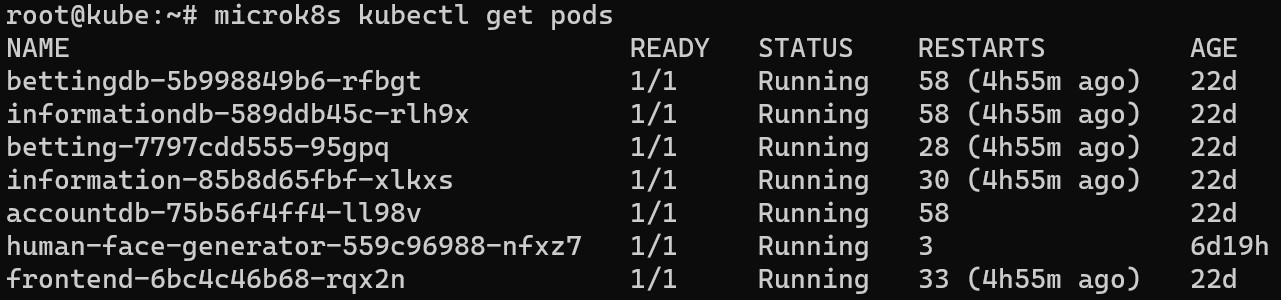 root@kube:~# microk8s kubectl get pods
NAME                                   READY   STATUS    RESTARTS         AGE
bettingdb-5b998849b6-rfbgt             1/1     Running   58 (4h55m ago)   22d
informationdb-589ddb45c-rlh9x          1/1     Running   58 (4h55m ago)   22d
betting-7797cdd555-95gpq               1/1     Running   28 (4h55m ago)   22d
information-85b8d65fbf-xlkxs           1/1     Running   30 (4h55m ago)   22d
accountdb-75b56f4ff4-ll98v             1/1     Running   58               22d
human-face-generator-559c96988-nfxz7   1/1     Running   3                6d19h
frontend-6bc4c46b68-rqx2n              1/1     Running   33 (4h55m ago)   22d